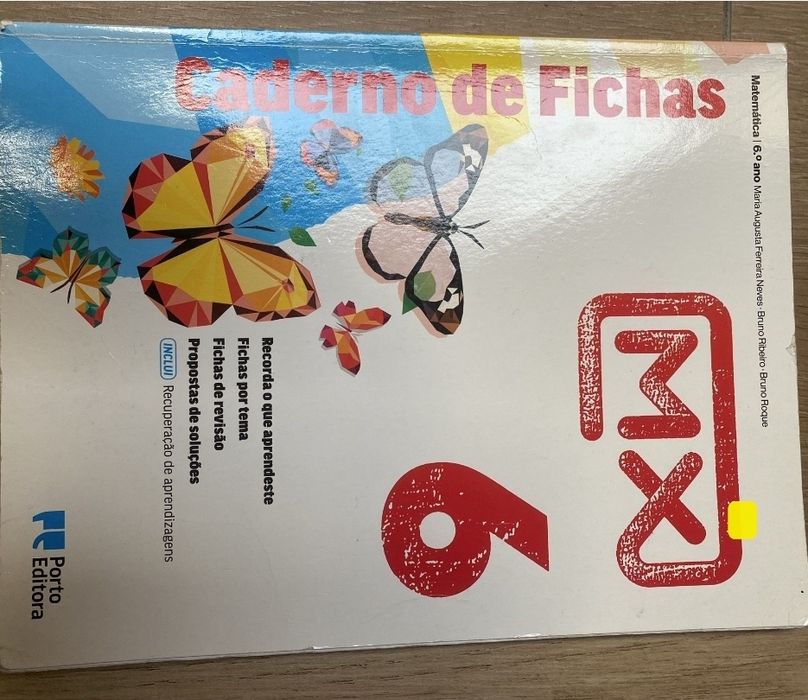 Matemática | 6.º ano Maria Augusta Ferreira Neves · Bruno Ribeiro · Bruno Roque
MX
6
Caderno de Fichas
Recorda o que aprendeste
Fichas por tema
Fichas de revisão
Propostas de soluções
INCLUI Recuperação de aprendizagens
Porto
Editora